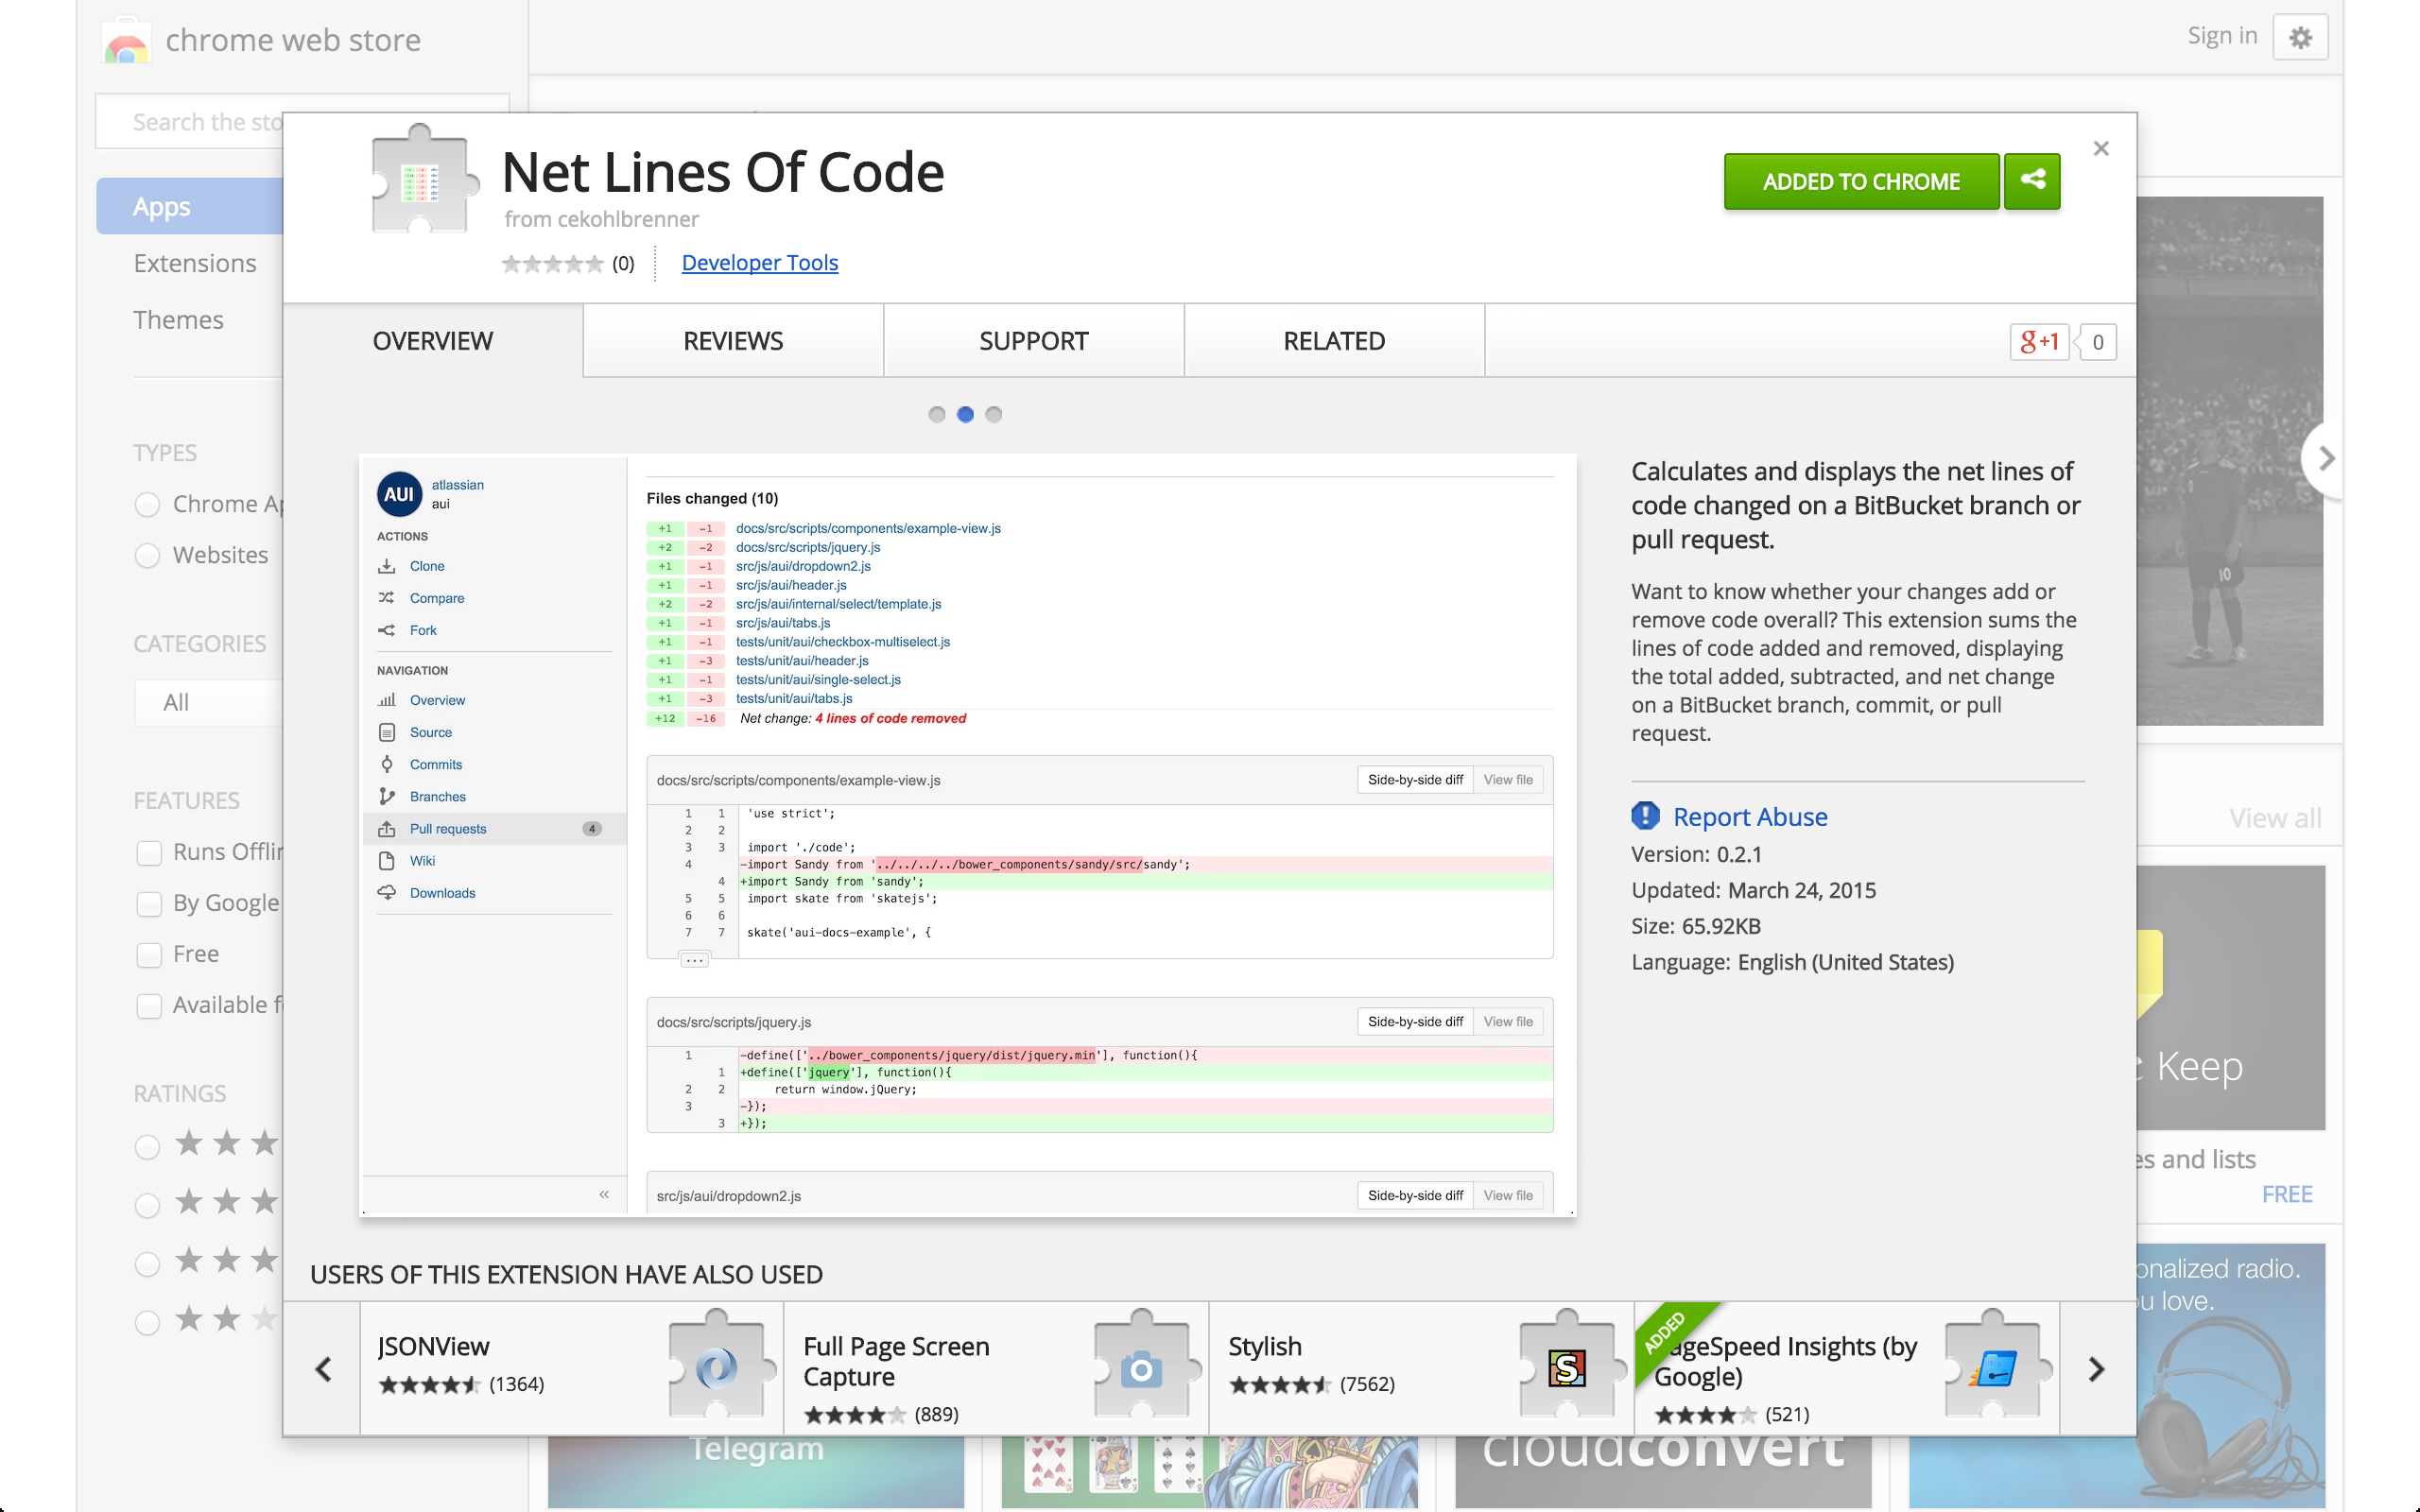 chrome web store
Sign in
Search the sto
Apps
Extensions
Themes
TYPES
Chrome Ap
Websites
CATEGORIES
All
FEATURES
Runs Offlin
By Google
Free
Available f
RATINGS
Net Lines Of Code
from cekohlbrenner
(0)
Developer Tools
ADDED TO CHROME
OVERVIEW
REVIEWS
SUPPORT
RELATED
g+1
0
AUI
atlassian
aui
ACTIONS
Clone
Compare
Fork
NAVIGATION
Overview
Source
Commits
Branches
Pull requests 4
Wiki
Downloads
«
Files changed (10)
+1 −1 docs/src/scripts/components/example-view.js
+2 −2 docs/src/scripts/jquery.js
+1 −1 src/js/aui/dropdown2.js
+1 −1 src/js/aui/header.js
+2 −2 src/js/aui/internal/select/template.js
+1 −1 src/js/aui/tabs.js
+1 −1 tests/unit/aui/checkbox-multiselect.js
+1 −3 tests/unit/aui/header.js
+1 −1 tests/unit/aui/single-select.js
+1 −3 tests/unit/aui/tabs.js
+12 −16 Net change: 4 lines of code removed
docs/src/scripts/components/example-view.js Side-by-side diff View file
1 1 'use strict';
2 2
3 3 import './code';
4 -import Sandy from '../../../../bower_components/sandy/src/sandy';
4 +import Sandy from 'sandy';
5 5 import skate from 'skatejs';
6 6
7 7 skate('aui-docs-example', {
...
docs/src/scripts/jquery.js Side-by-side diff View file
1 -define(['../bower_components/jquery/dist/jquery.min'], function(){
1 +define(['jquery'], function(){
2 2 return window.jQuery;
3 -});
3 +});
src/js/aui/dropdown2.js Side-by-side diff View file
Calculates and displays the net lines of
code changed on a BitBucket branch or
pull request.
Want to know whether your changes add or
remove code overall? This extension sums the
lines of code added and removed, displaying
the total added, subtracted, and net change
on a BitBucket branch, commit, or pull
request.
Report Abuse
Version: 0.2.1
Updated: March 24, 2015
Size: 65.92KB
Language: English (United States)
USERS OF THIS EXTENSION HAVE ALSO USED
JSONView
(1364)
Full Page Screen
Capture
(889)
Stylish
S
(7562)
ADDED
ageSpeed Insights (by
Google)
(521)
10
View all
Keep
es and lists
FREE
onalized radio.
u love.
Telegram
cloudconvert